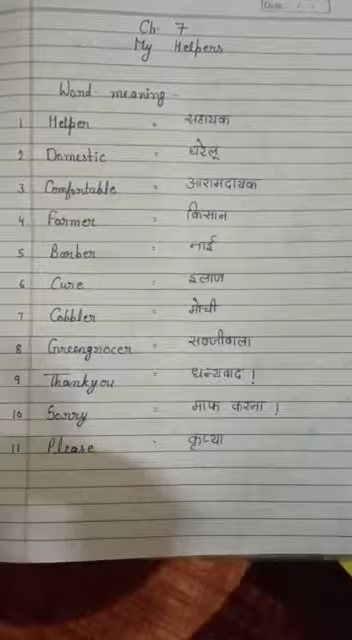 Ch. 7
My Helpers
Word meaning -
1 Helper - सहायक
2 Domestic - घरेलू
3 Comfortable - आरामदायक
4 Farmer - किसान
5 Barber - नाई
6 Cure - इलाज
7 Cobbler - मोची
8 Greengrocer - सब्जीवाला
9 Thankyou - धन्यवाद !
10 Sorry - माफ करना !
11 Please - कृप्या